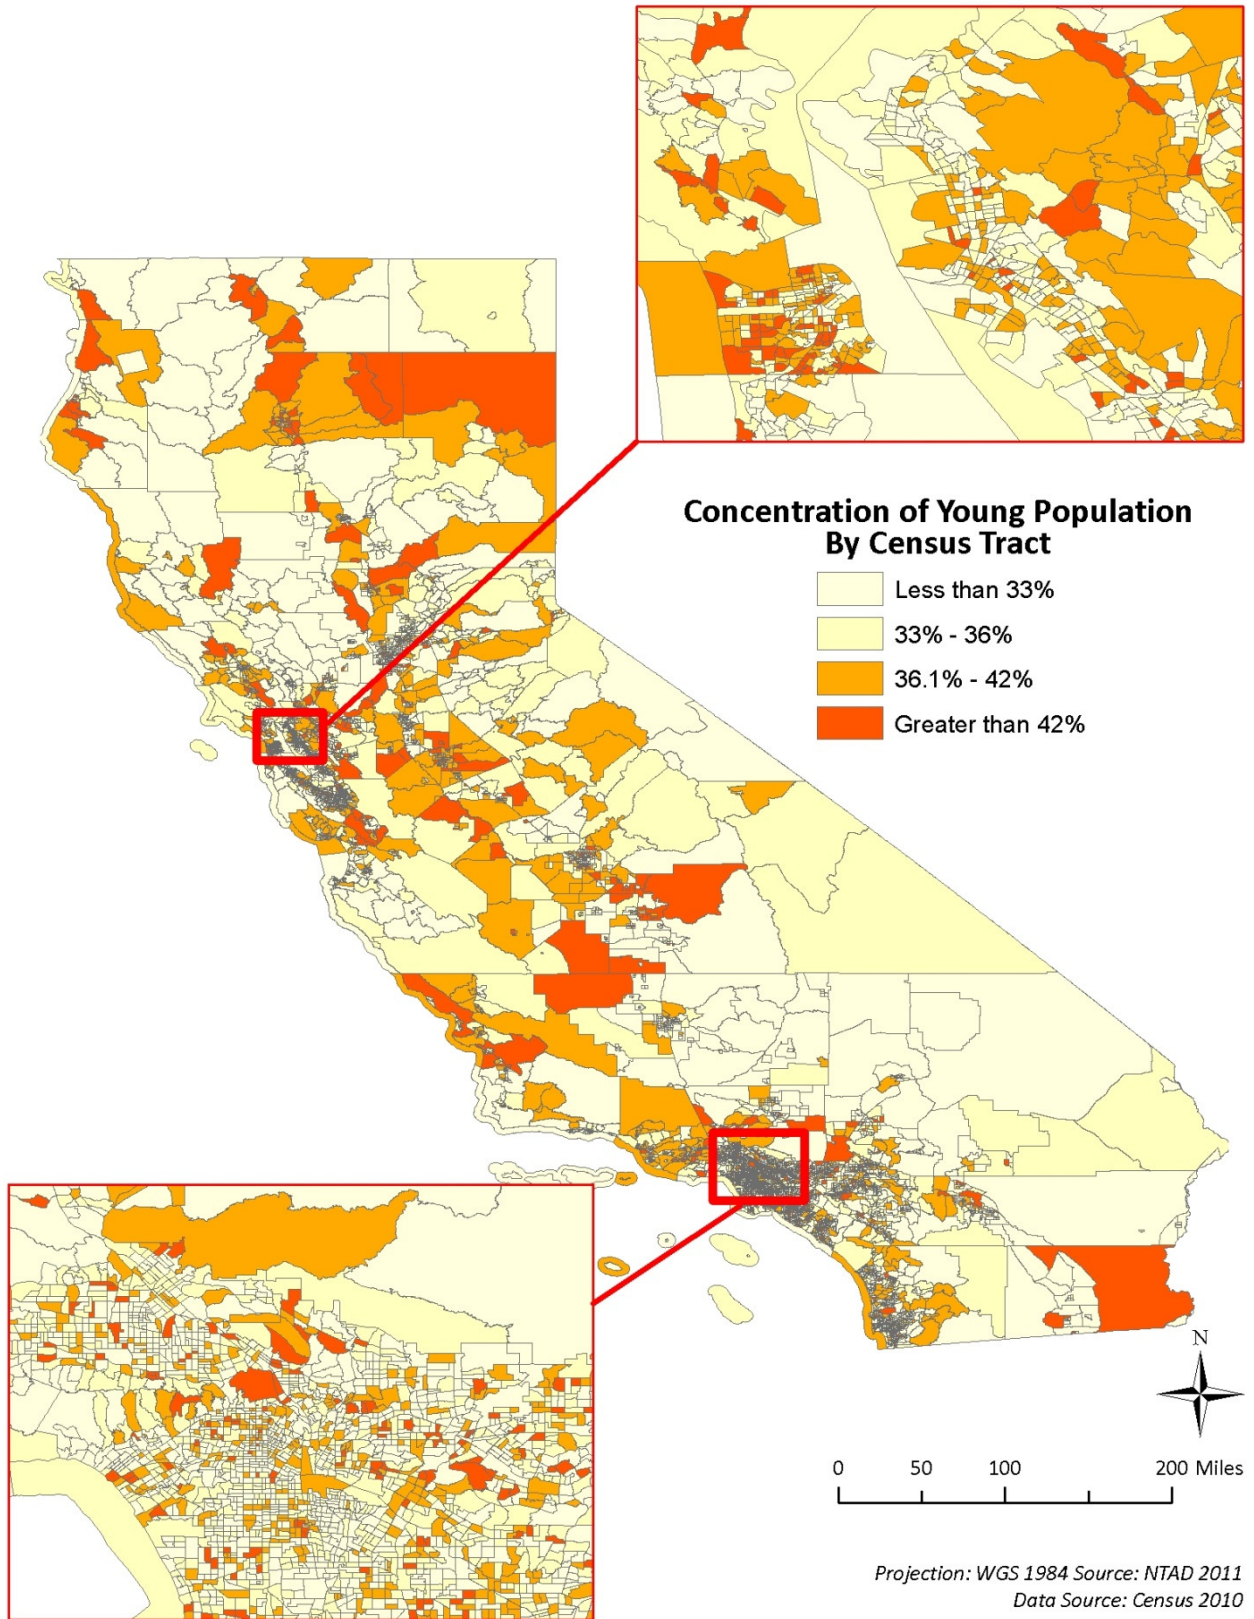 Concentration of Young Population
By Census Tract
Less than 33%
33% - 36%
36.1% - 42%
Greater than 42%
N
0 50 100 200 Miles
Projection: WGS 1984 Source: NTAD 2011
Data Source: Census 2010